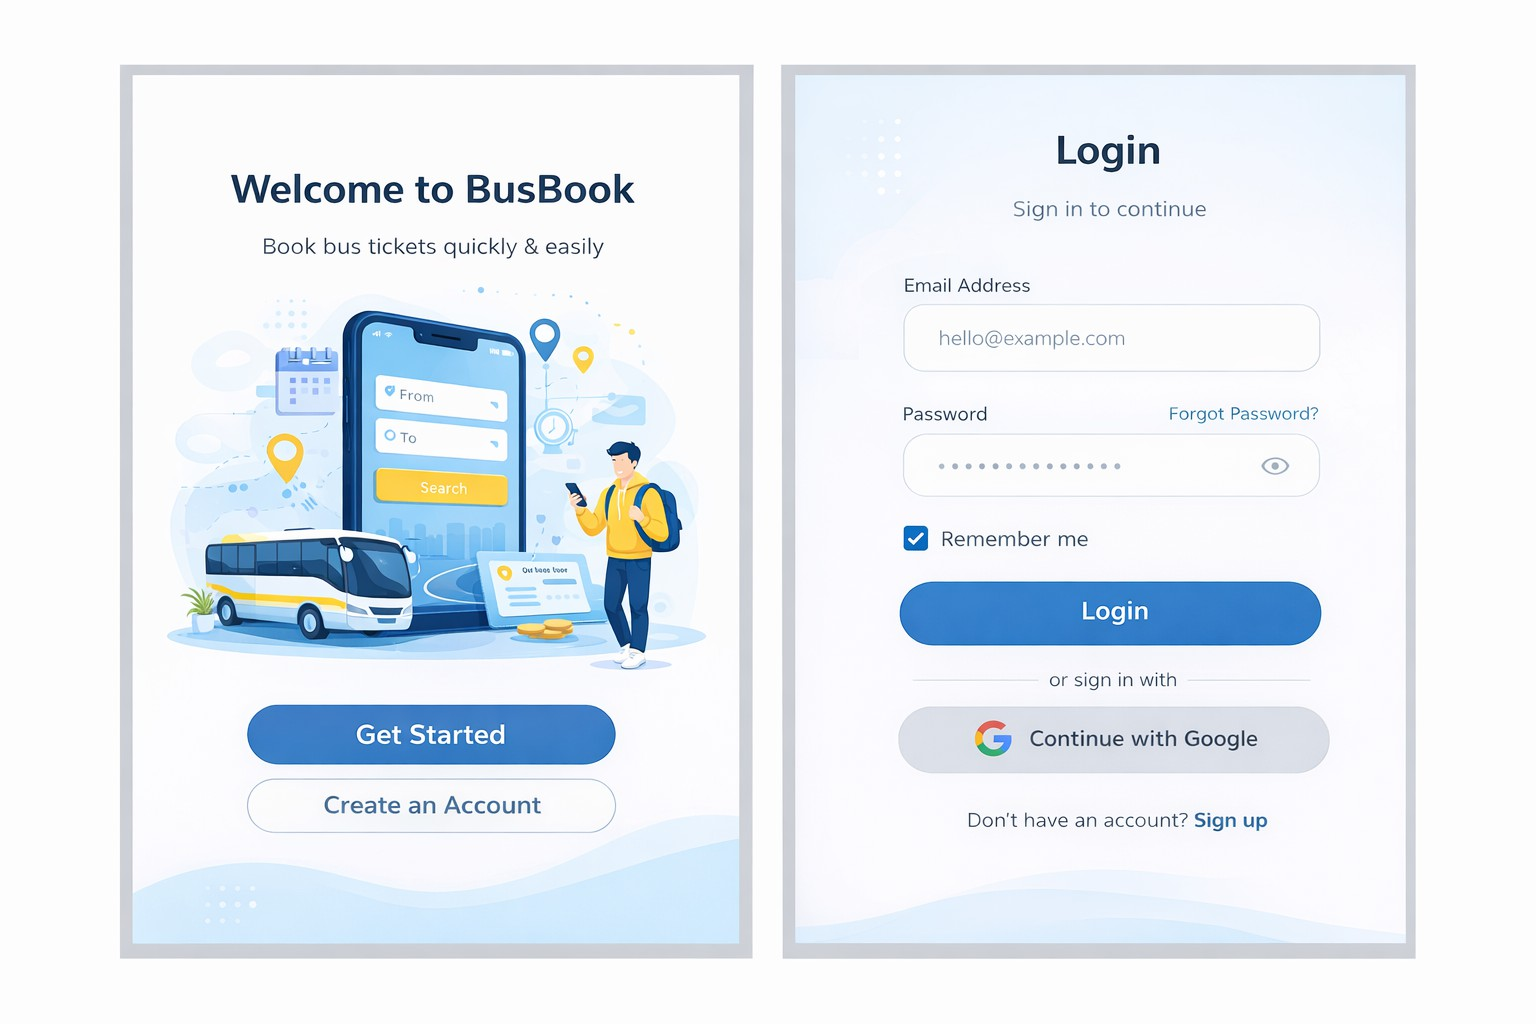 Welcome to BusBook
Book bus tickets quickly & easily
From
To
Search
Get Started
Create an Account
Login
Sign in to continue
Email Address
hello@example.com
Password
Forgot Password?
Remember me
Login
or sign in with
Continue with Google
Don't have an account? Sign up